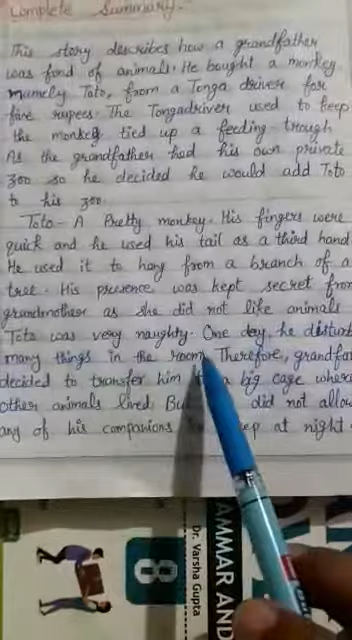 Complete Summary:-
This story describes how a grandfather
was fond of animals. He bought a monkey
namely Toto, from a Tonga driver for
five rupees. The Tongadriver used to keep
the monkey tied up a feeding-trough
As the grandfather had his own private
zoo so he decided he would add Toto
to his zoo.
Toto - A Pretty monkey. His fingers were
quick and he used his tail as a third hand
He used it to hang from a branch of a
tree. His presence was kept secret from
grandmother as she did not like animals
Toto was very naughty. One day, he disturb
many things in the room. Therefore, grandfa
decided to transfer him a big cage where
other animals lived. But did not allow
any of his companions at night.
AMMAR AND
8
Dr. Varsha Gupta